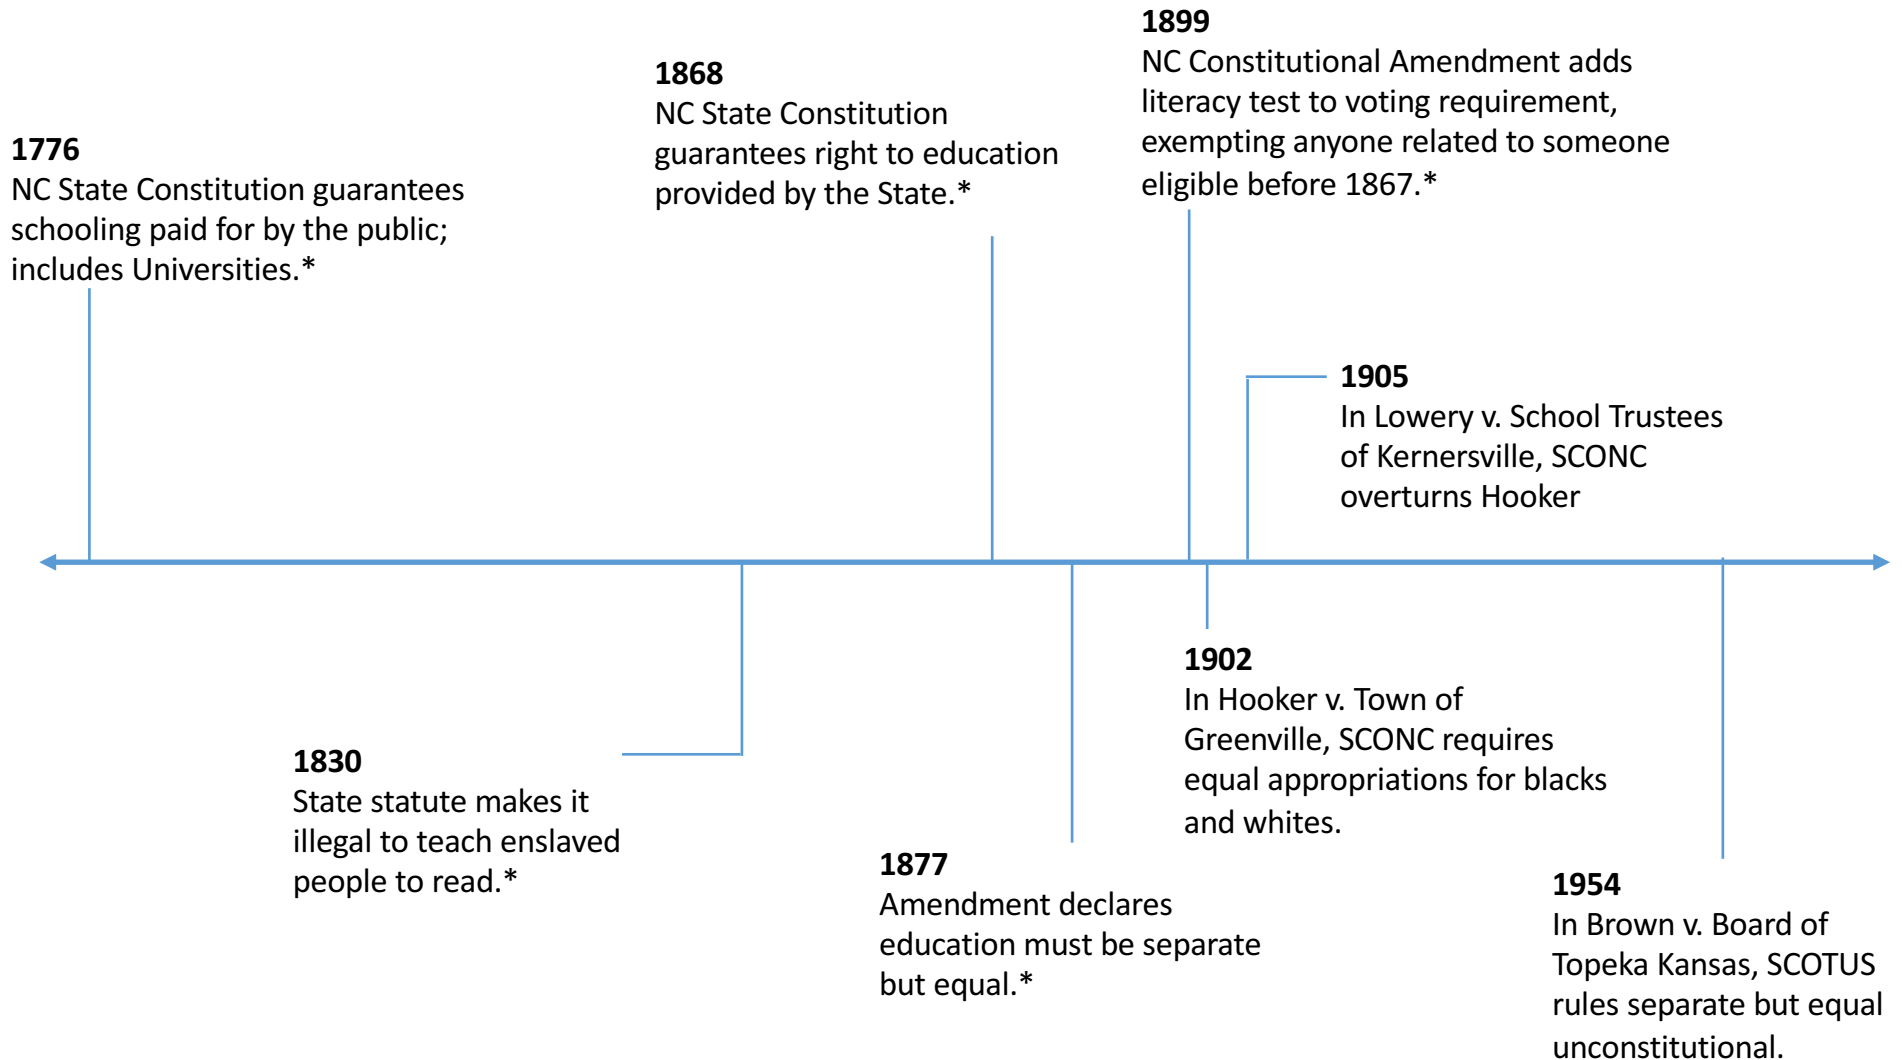 1776
NC State Constitution guarantees
schooling paid for by the public;
includes Universities.*
1830
State statute makes it
illegal to teach enslaved
people to read.*
1868
NC State Constitution
guarantees right to education
provided by the State.*
1877
Amendment declares
education must be separate
but equal.*
1899
NC Constitutional Amendment adds
literacy test to voting requirement,
exempting anyone related to someone
eligible before 1867.*
1902
In Hooker v. Town of
Greenville, SCONC requires
equal appropriations for blacks
and whites.
1905
In Lowery v. School Trustees
of Kernersville, SCONC
overturns Hooker
1954
In Brown v. Board of
Topeka Kansas, SCOTUS
rules separate but equal
unconstitutional.